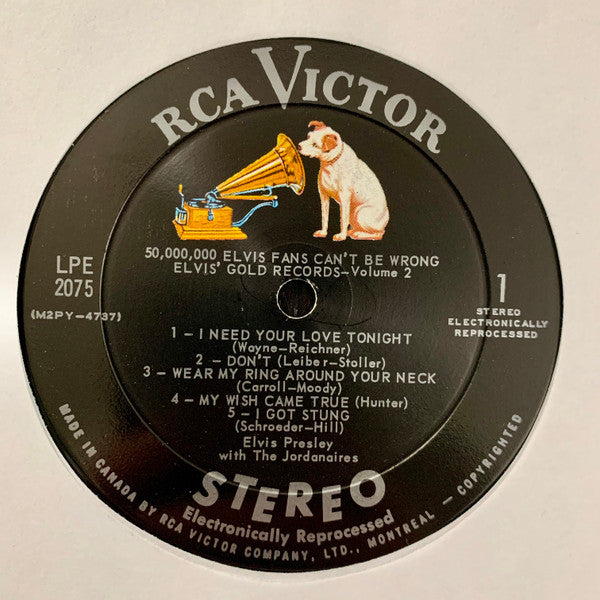 RCA VICTOR
50,000,000 ELVIS FANS CAN'T BE WRONG
ELVIS' GOLD RECORDS—Volume 2
LPE
2075
(M2PY-4737)
1
STEREO
ELECTRONICALLY
REPROCESSED
1 – I NEED YOUR LOVE TONIGHT
(Wayne-Reichner)
2 – DON'T (Leiber-Stoller)
3 – WEAR MY RING AROUND YOUR NECK
(Carroll-Moody)
4 – MY WISH CAME TRUE (Hunter)
5 – I GOT STUNG
(Schroeder-Hill)
Elvis Presley
with The Jordanaires
STEREO
Electronically Reprocessed
MADE IN CANADA BY RCA VICTOR COMPANY, LTD., MONTREAL – COPYRIGHTED